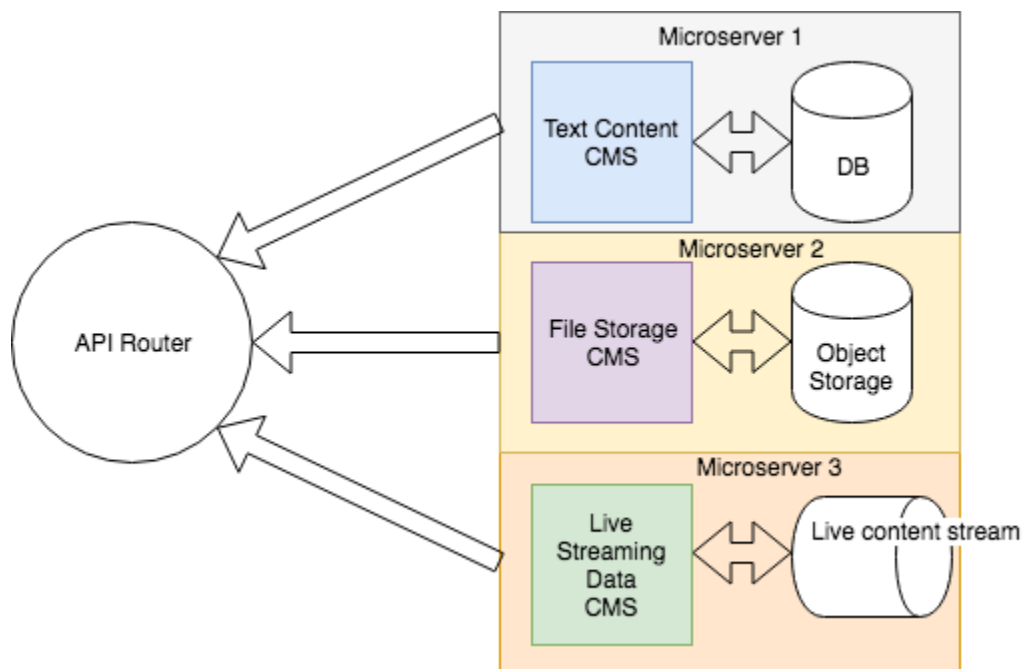 Microserver 1
Text Content
CMS
DB
API Router
Microserver 2
File Storage
CMS
Object
Storage
Microserver 3
Live
Streaming
Data
CMS
Live content stream